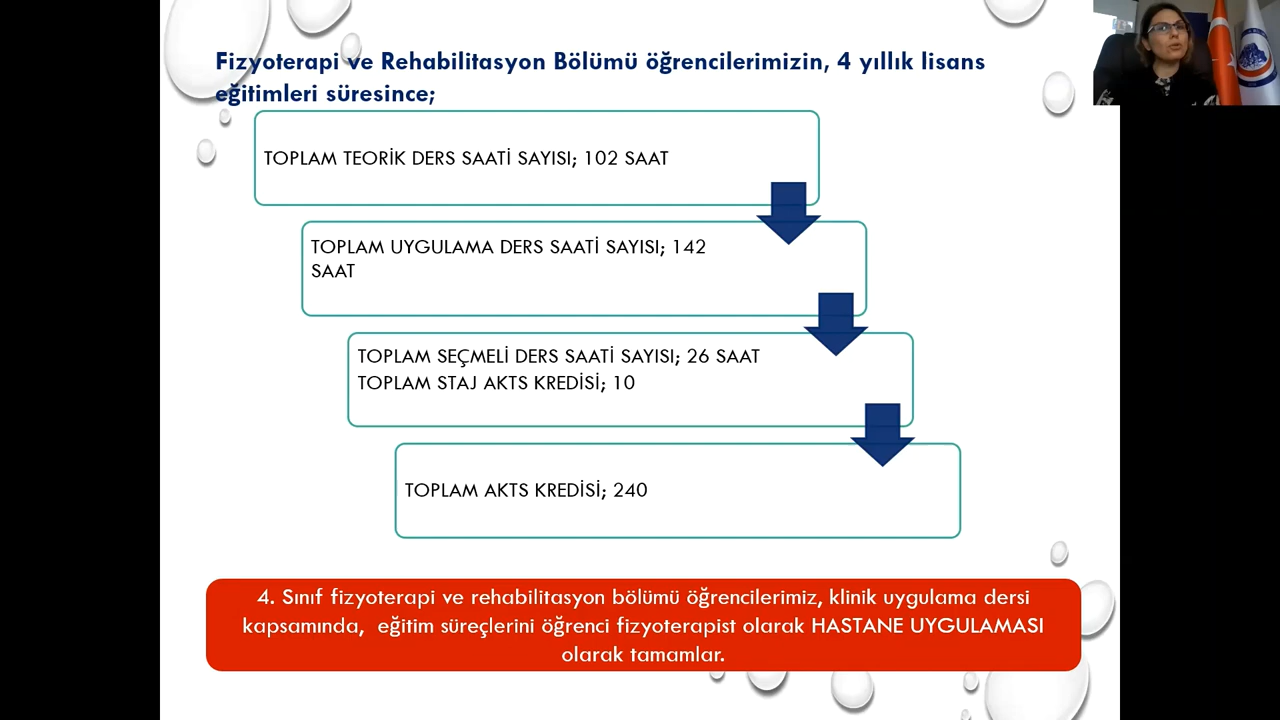 Fizyoterapi ve Rehabilitasyon Bölümü öğrencilerimizin, 4 yıllık lisans
eğitimleri süresince;
TOPLAM TEORİK DERS SAATİ SAYISI; 102 SAAT
TOPLAM UYGULAMA DERS SAATİ SAYISI; 142
SAAT
TOPLAM SEÇMELİ DERS SAATİ SAYISI; 26 SAAT
TOPLAM STAJ AKTS KREDİSİ; 10
TOPLAM AKTS KREDİSİ; 240
4. Sınıf fizyoterapi ve rehabilitasyon bölümü öğrencilerimiz, klinik uygulama dersi
kapsamında, eğitim süreçlerini öğrenci fizyoterapist olarak HASTANE UYGULAMASI
olarak tamamlar.